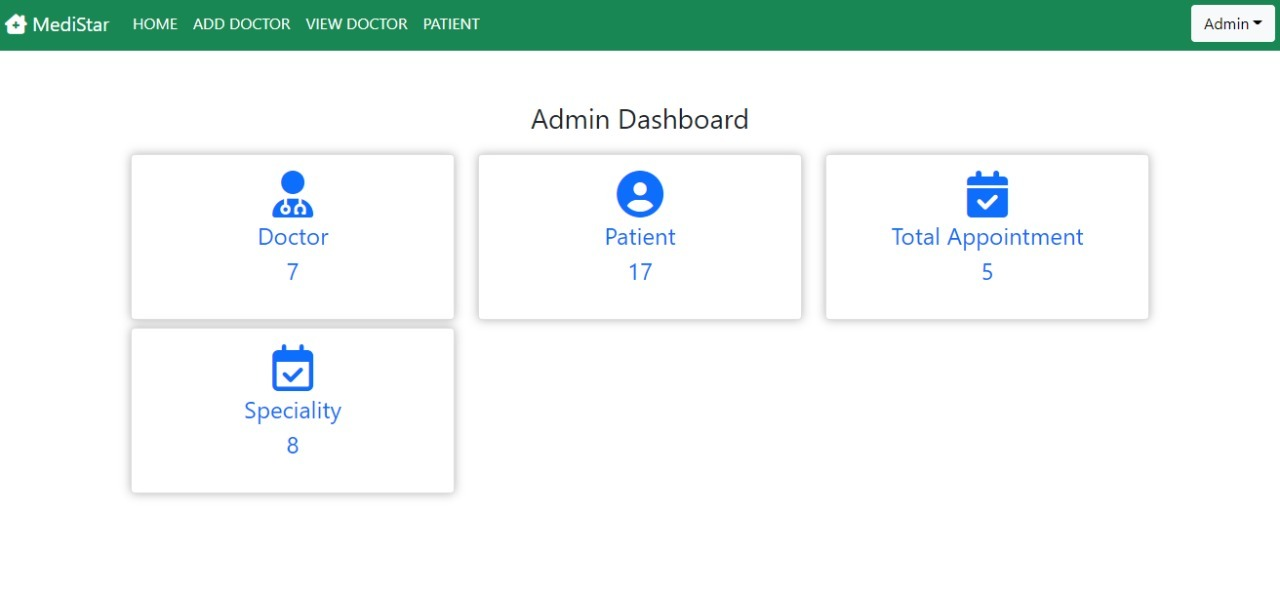 MediStar HOME ADD DOCTOR VIEW DOCTOR PATIENT Admin
Admin Dashboard
Doctor
7
Patient
17
Total Appointment
5
Speciality
8